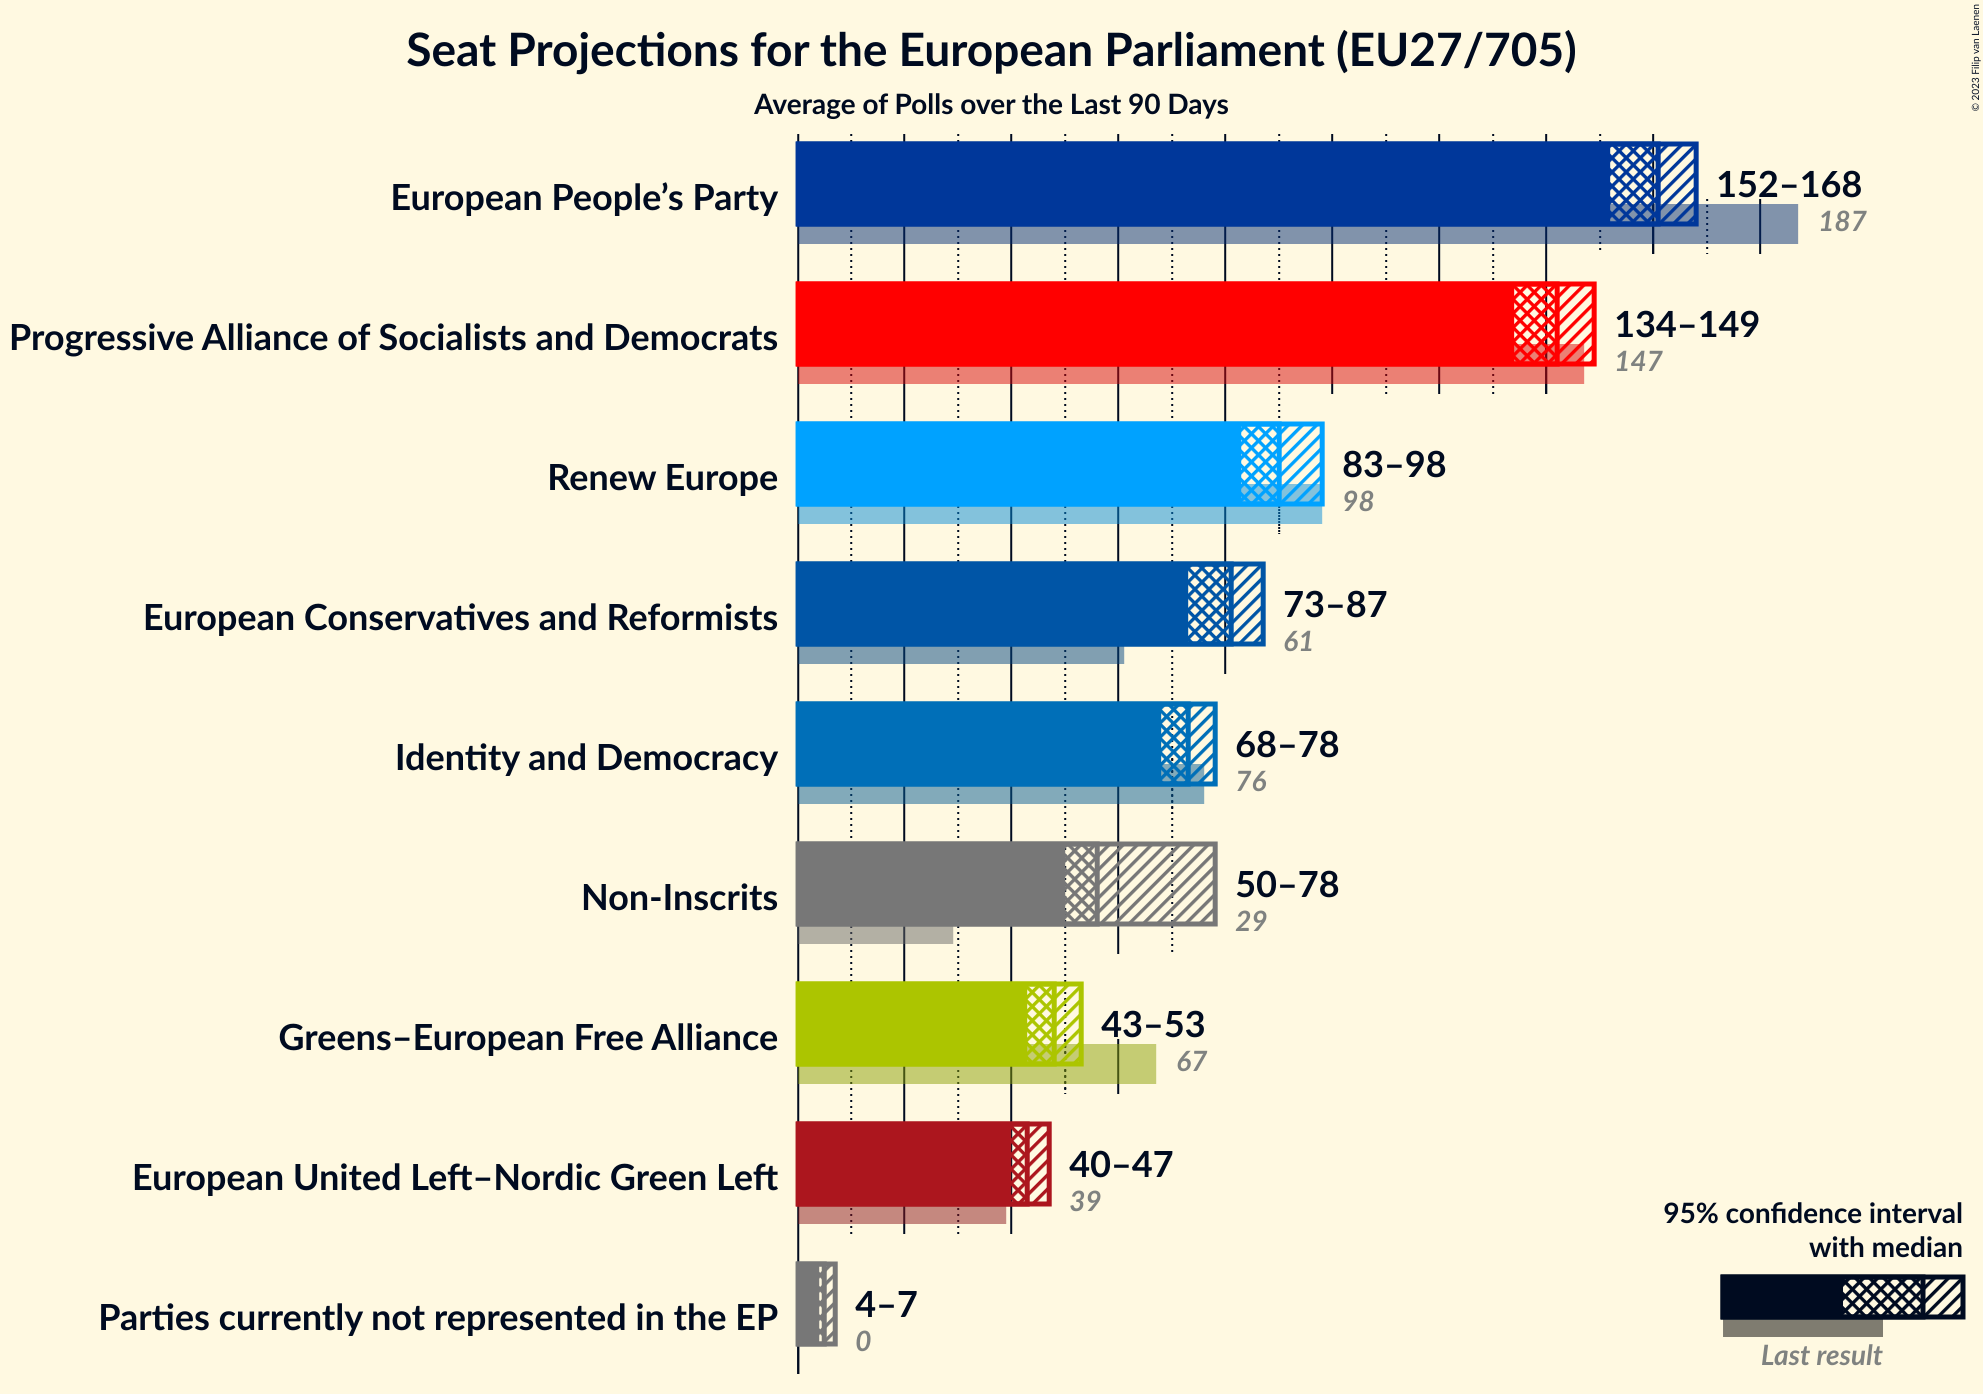 Seat Projections for the European Parliament (EU27/705)
Average of Polls over the Last 90 Days
© 2023 Filip van Laenen
European People’s Party
152–168
187
Progressive Alliance of Socialists and Democrats
134–149
147
Renew Europe
83–98
98
European Conservatives and Reformists
73–87
61
Identity and Democracy
68–78
76
Non-Inscrits
50–78
29
Greens–European Free Alliance
43–53
67
European United Left–Nordic Green Left
40–47
39
Parties currently not represented in the EP
4–7
0
95% confidence interval
with median
Last result